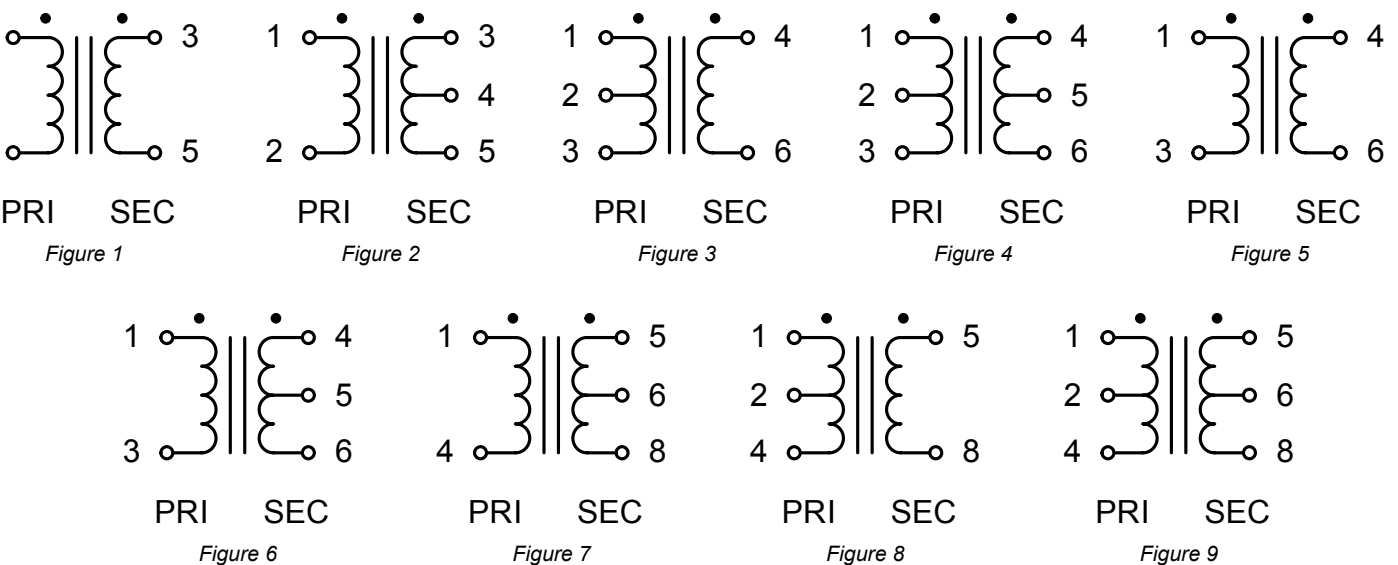 3 1 3 1 4 1 4 1 4
4 2 2 5
5 2 5 3 6 3 6 3 6
PRI SEC PRI SEC PRI SEC PRI SEC PRI SEC
Figure 1 Figure 2 Figure 3 Figure 4 Figure 5
1 4 1 5 1 5 1 5
5 6 2 2 6
3 6 4 8 4 8 4 8
PRI SEC PRI SEC PRI SEC PRI SEC
Figure 6 Figure 7 Figure 8 Figure 9